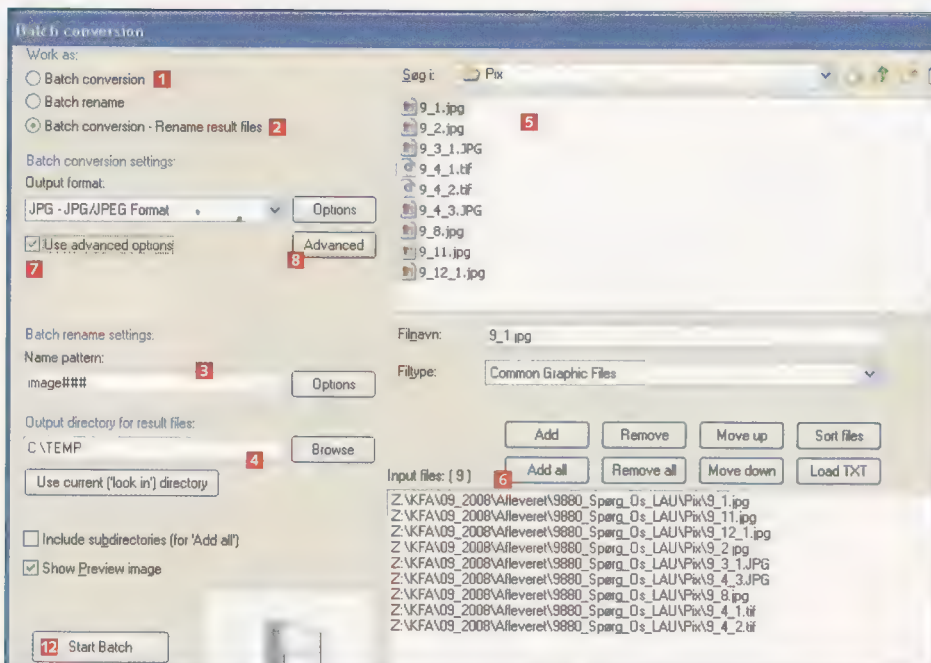 Batch conversion
Work as:
Batch conversion 1
Batch rename
Batch conversion - Rename result files 2
Batch conversion settings:
Output format:
JPG - JPG/JPEG Format
Options
Use advanced options
Advanced
7
8
Batch rename settings:
Name pattern:
3
image###
Options
Output directory for result files:
C:\TEMP
4
Browse
Use current ('look in') directory
Include subdirectories (for 'Add all')
Show Preview image
12 Start Batch
Søg i:
Pix
9_1.jpg
5
9_2.jpg
9_3_1.JPG
9_4_1.tif
9_4_2.tif
9_4_3.JPG
9_8.jpg
9_11.jpg
9_12_1.jpg
Filnavn:
9_1.jpg
Filtype:
Common Graphic Files
Add
Remove
Move up
Sort files
Input files: [ 9 ]
6
Add all
Remove all
Move down
Load TXT
Z:\KFA\09_2008\Afleveret\9880_Spørg_Os_LAU\Pix\9_1.jpg
Z:\KFA\09_2008\Afleveret\9880_Spørg_Os_LAU\Pix\9_11.jpg
Z:\KFA\09_2008\Afleveret\9880_Spørg_Os_LAU\Pix\9_12_1.jpg
Z:\KFA\09_2008\Afleveret\9880_Spørg_Os_LAU\Pix\9_2.jpg
Z:\KFA\09_2008\Afleveret\9880_Spørg_Os_LAU\Pix\9_3_1.JPG
Z:\KFA\09_2008\Afleveret\9880_Spørg_Os_LAU\Pix\9_4_3.JPG
Z:\KFA\09_2008\Afleveret\9880_Spørg_Os_LAU\Pix\9_8.jpg
Z:\KFA\09_2008\Afleveret\9880_Spørg_Os_LAU\Pix\9_4_1.tif
Z:\KFA\09_2008\Afleveret\9880_Spørg_Os_LAU\Pix\9_4_2.tif